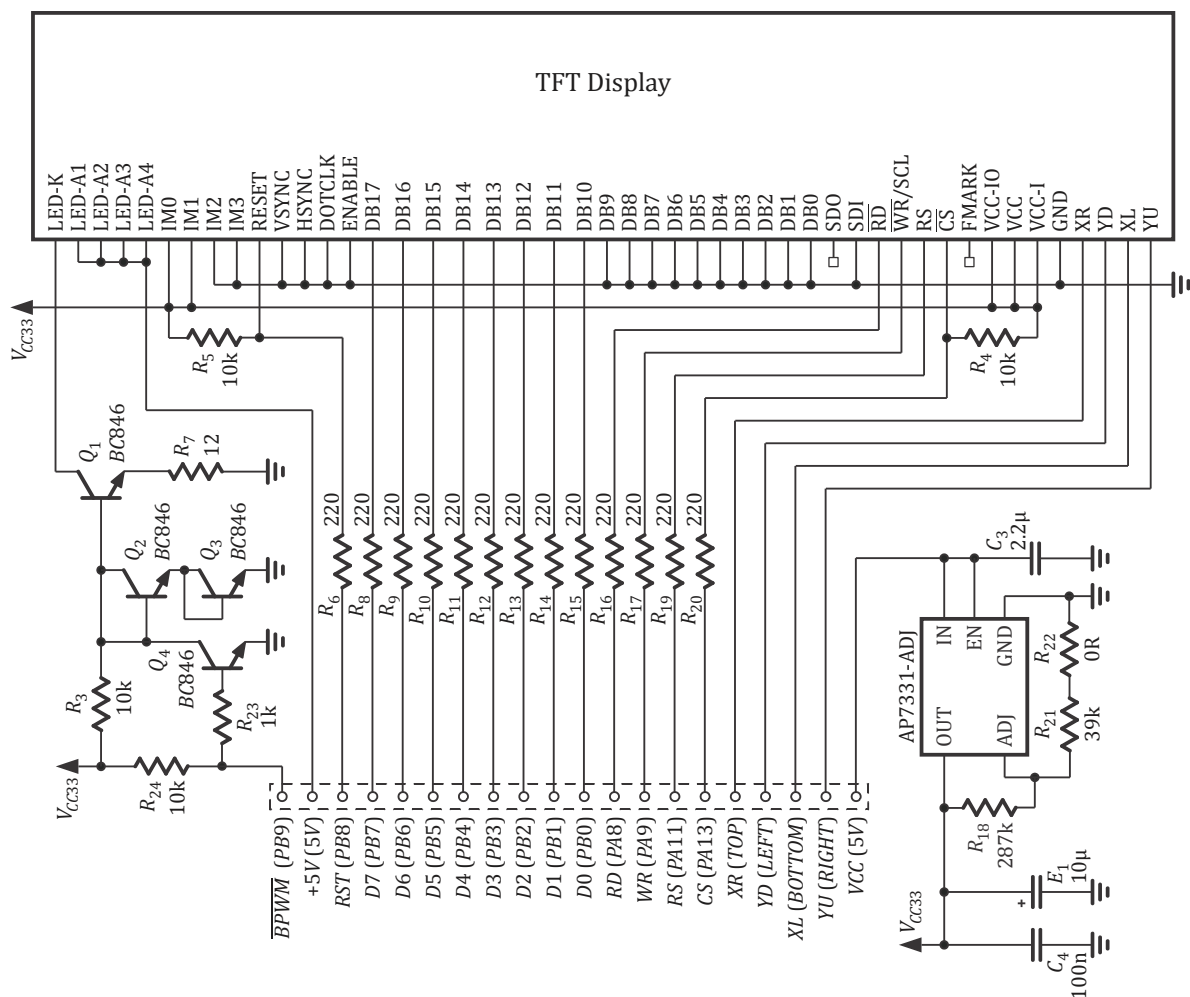 TFT Display
LED-K
LED-A1
LED-A2
LED-A3
LED-A4
IM0
IM1
IM2
IM3
RESET
VSYNC
HSYNC
DOTCLK
ENABLE
DB17
DB16
DB15
DB14
DB13
DB12
DB11
DB10
DB9
DB8
DB7
DB6
DB5
DB4
DB3
DB2
DB1
DB0
SDO
SDI
RD
WR/SCL
RS
CS
FMARK
VCC-IO
VCC
VCC-I
GND
XR
YD
XL
YU
VCC33
R5
10k
R4
10k
Q1
BC846
R7
12
Q2
BC846
Q3
BC846
Q4
BC846
R3
10k
R23
1k
VCC33
R24
10k
220
220
220
220
220
220
220
220
220
220
220
220
220
R6
R8
R9
R10
R11
R12
R13
R14
R15
R16
R17
R19
R20
C3
2.2µ
AP7331-ADJ
IN
EN
GND
OUT
ADJ
R22
0R
R21
39k
R18
287k
E1
10µ
+
VCC33
C4
100n
BPWM (PB9)
+5V (5V)
RST (PB8)
D7 (PB7)
D6 (PB6)
D5 (PB5)
D4 (PB4)
D3 (PB3)
D2 (PB2)
D1 (PB1)
D0 (PB0)
RD (PA8)
WR (PA9)
RS (PA11)
CS (PA13)
XR (TOP)
YD (LEFT)
XL (BOTTOM)
YU (RIGHT)
VCC (5V)